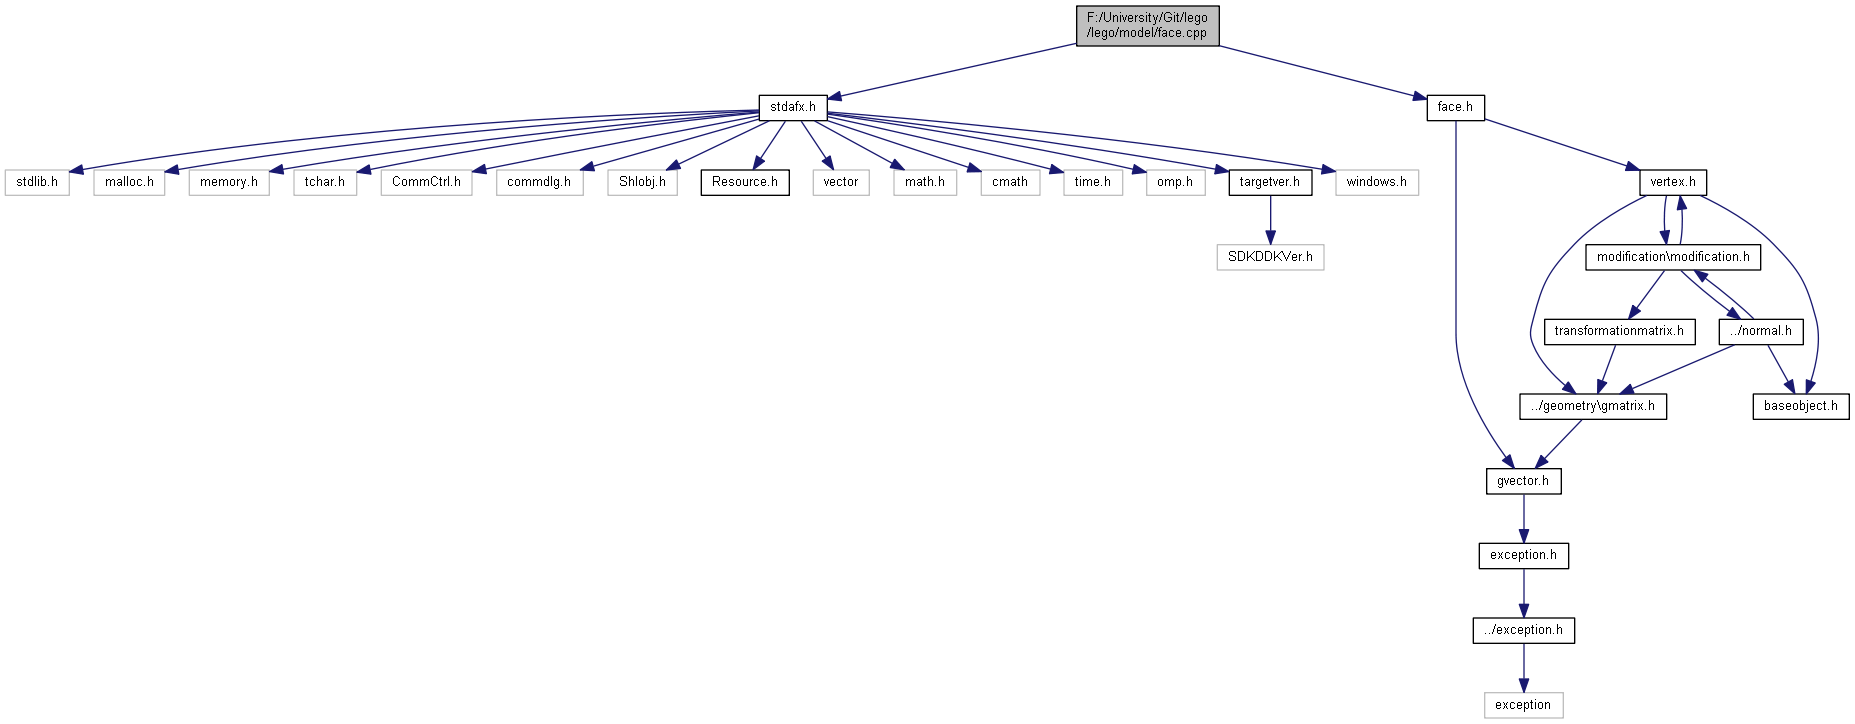 F:/University/Git/lego
/lego/model/face.cpp
stdafx.h
face.h
stdlib.h
malloc.h
memory.h
tchar.h
CommCtrl.h
commdlg.h
Shlobj.h
Resource.h
vector
math.h
cmath
time.h
omp.h
targetver.h
windows.h
vertex.h
SDKDDKVer.h
modification\modification.h
transformationmatrix.h
../normal.h
../geometry\gmatrix.h
baseobject.h
gvector.h
exception.h
../exception.h
exception